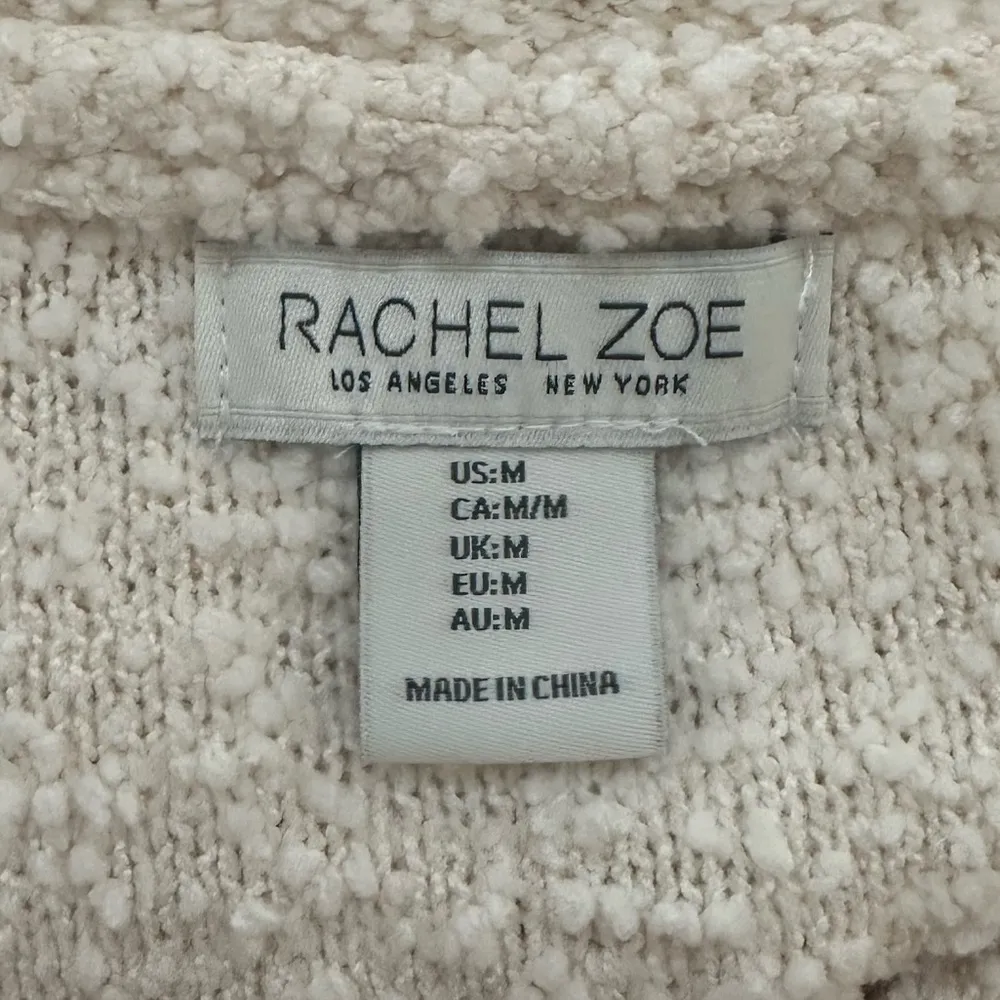 RACHEL ZOE
LOS ANGELES NEW YORK
US:M
CA:M/M
UK:M
EU:M
AU:M
MADE IN CHINA